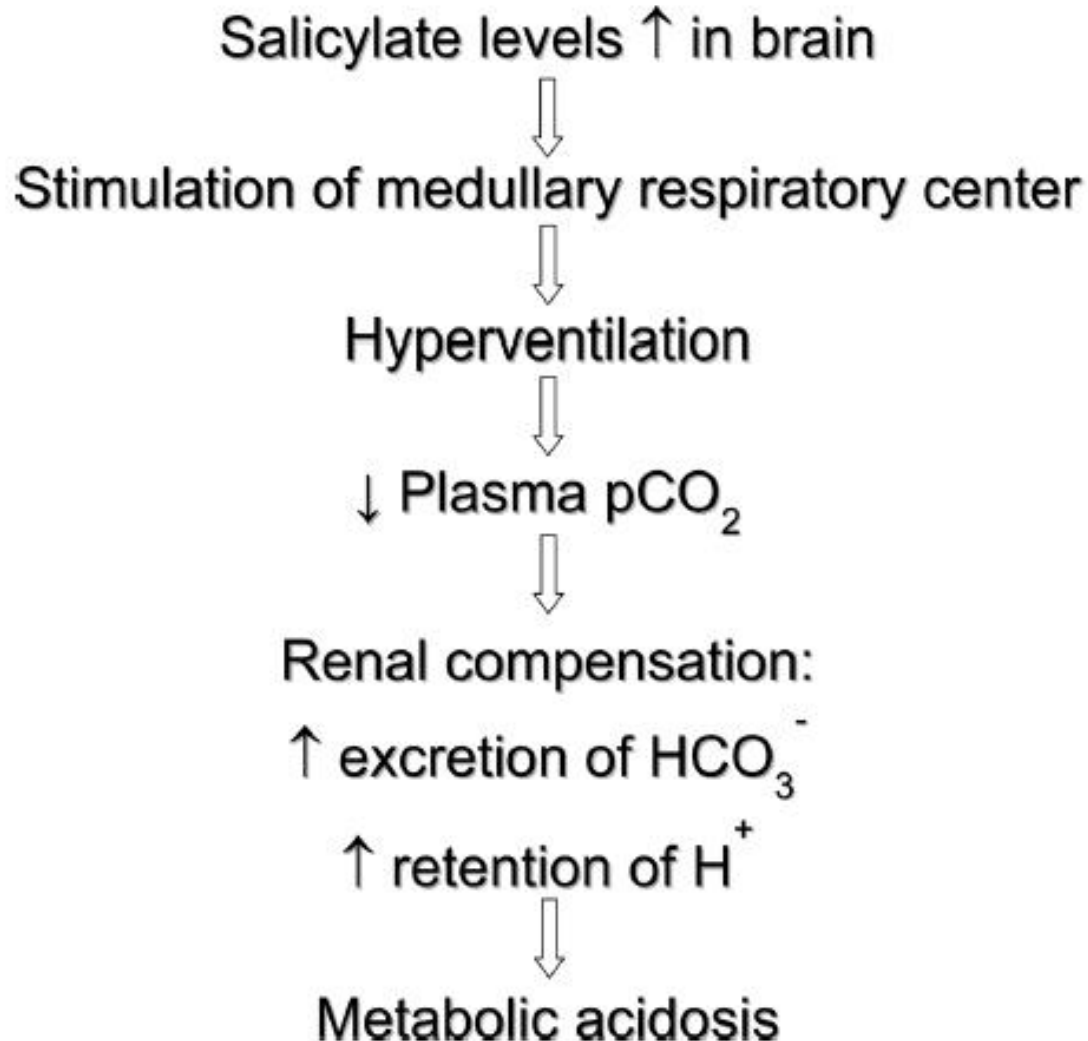 Salicylate levels ↑ in brain
Stimulation of medullary respiratory center
Hyperventilation
↓ Plasma pCO₂
Renal compensation:
↑ excretion of HCO₃⁻
↑ retention of H⁺
Metabolic acidosis